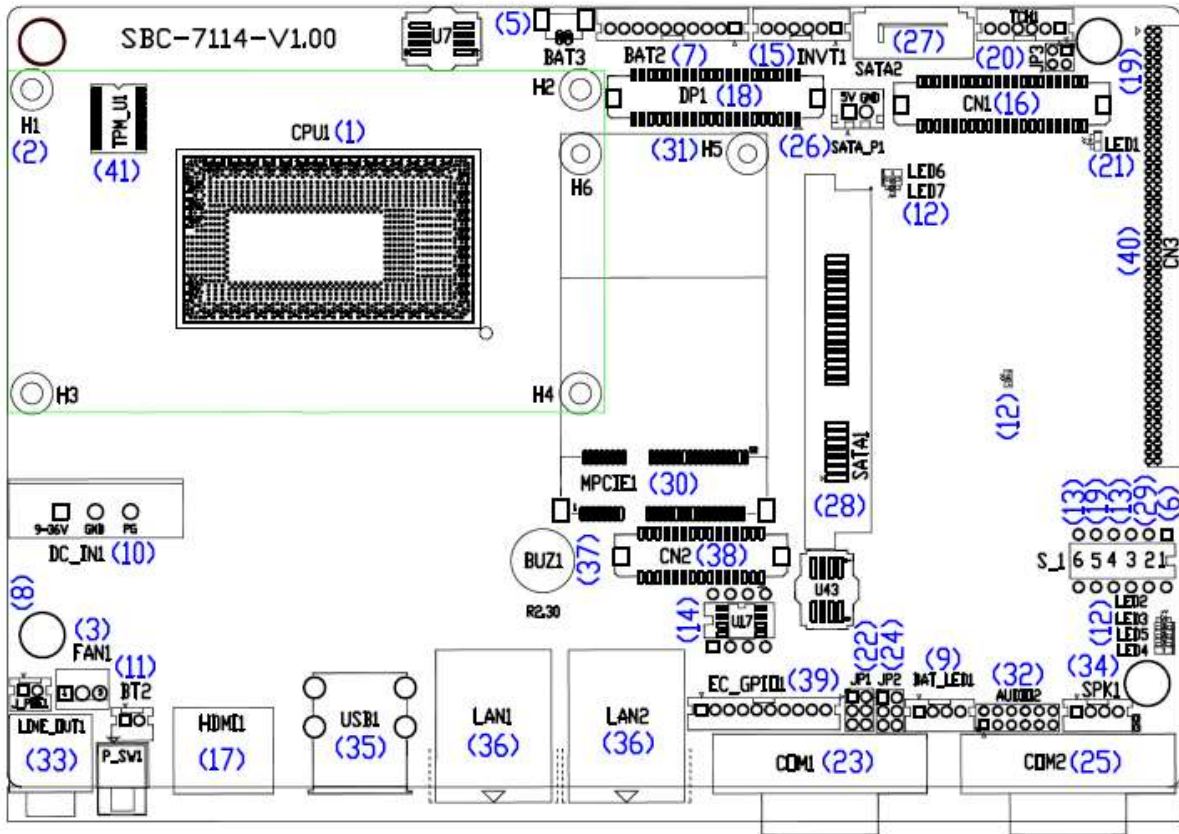 SBC-7114-V1.00
U7
(5)
BAT3
BAT2 (7)
(15) INVT1
(27)
SATA2
TCH1
(20)
JP3
(19)
H1
(2)
TPM_U1
(41)
CPU1 (1)
H2
DP1 (18)
5V GND
SATA_P1
(26)
CN1 (16)
LED1
(21)
(31) H5
H6
LED6
LED7
(12)
(40)
CN3
H3
H4
(12)
MPCIE1 (30)
SATA1
(28)
9-36V GND PG
DC_IN1 (10)
BUZ1
(37)
R2.30
CN2 (38)
U43
(13)
(19)
(13)
(29)
(6)
S_1
6 5 4 3 2 1
(8)
(3)
FAN1
(11)
BT2
(14)
U17
(22)
(24)
JP1 JP2
(9)
BAT_LED1
(32)
AUDIO2
(12)
LED2
LED3
LED5
LED4
(34)
SPK1
EC_GPIO1 (39)
1
LINE_OUT1
(33)
P_SW1
HDMI1
(17)
USB1
(35)
LAN1
(36)
LAN2
(36)
COM1 (23)
COM2 (25)